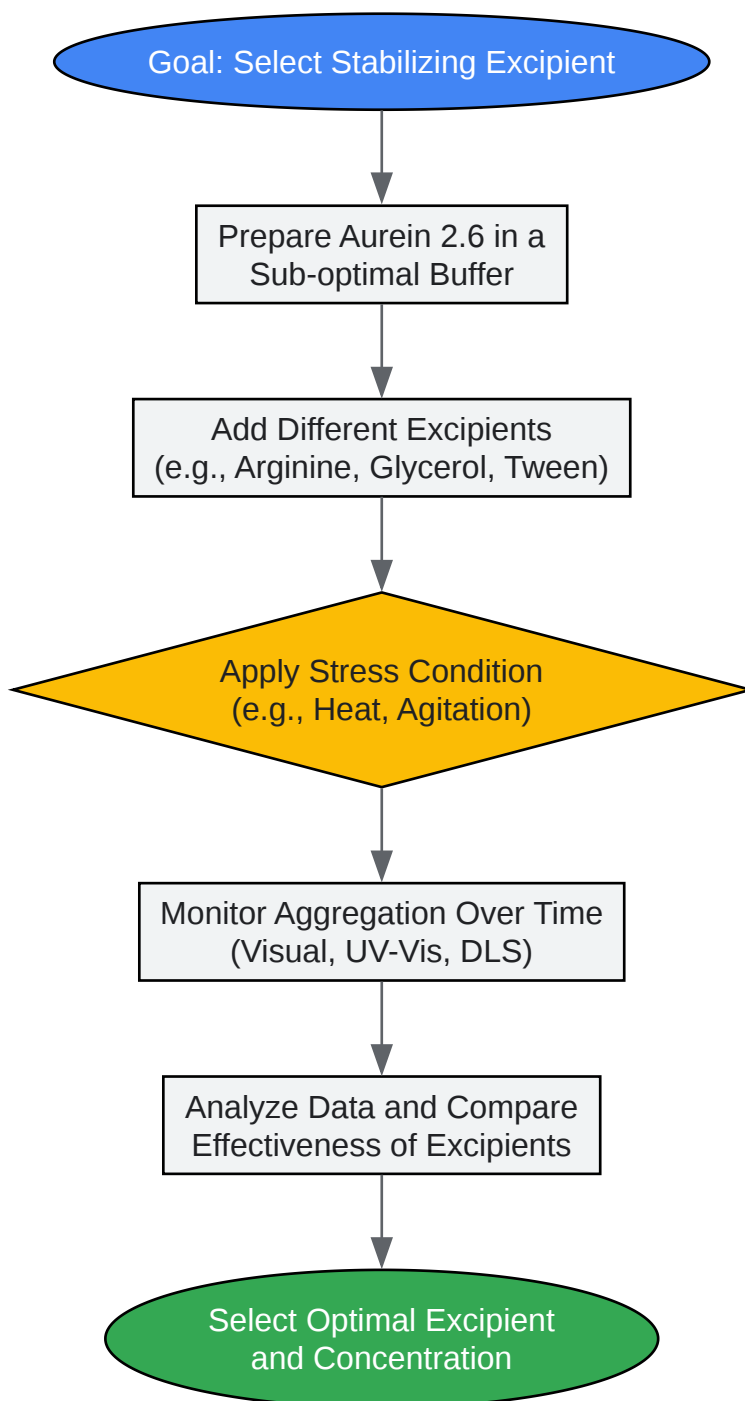 Goal: Select Stabilizing Excipient
Prepare Aurein 2.6 in a
Sub-optimal Buffer
Add Different Excipients
(e.g., Arginine, Glycerol, Tween)
Apply Stress Condition
(e.g., Heat, Agitation)
Monitor Aggregation Over Time
(Visual, UV-Vis, DLS)
Analyze Data and Compare
Effectiveness of Excipients
Select Optimal Excipient
and Concentration